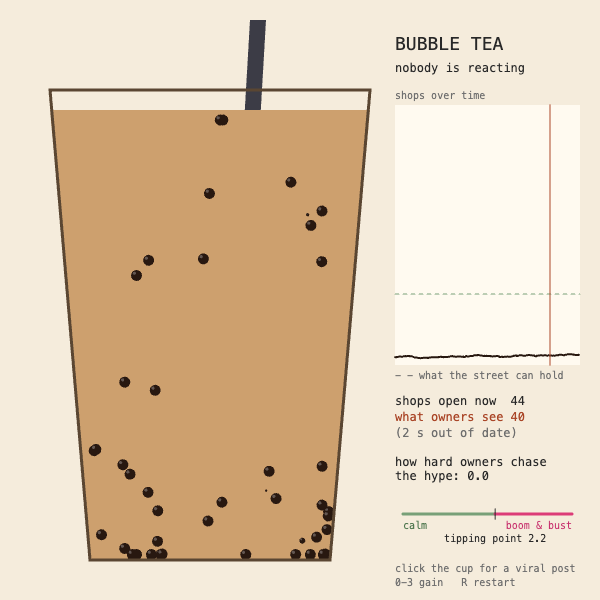 BUBBLE TEA
nobody is reacting
shops over time
– – what the street can hold
shops open now  44
what owners see 40
(2 s out of date)
how hard owners chase
the hype: 0.0
calm
boom & bust
tipping point 2.2
click the cup for a viral post
0–3 gain   R restart